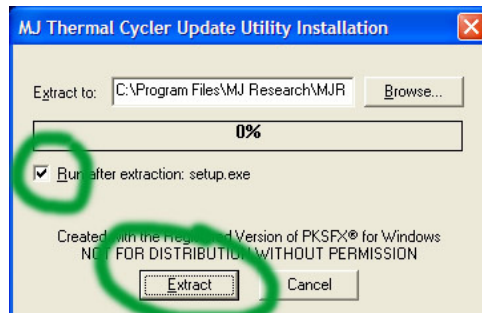 MJ Thermal Cycler Update Utility Installation
Extract to: C:\Program Files\MJ Research\MJR Browse...
0%
Run after extraction: setup.exe
Created with the Registered Version of PKSFX® for Windows
NOT FOR DISTRIBUTION WITHOUT PERMISSION
Extract Cancel